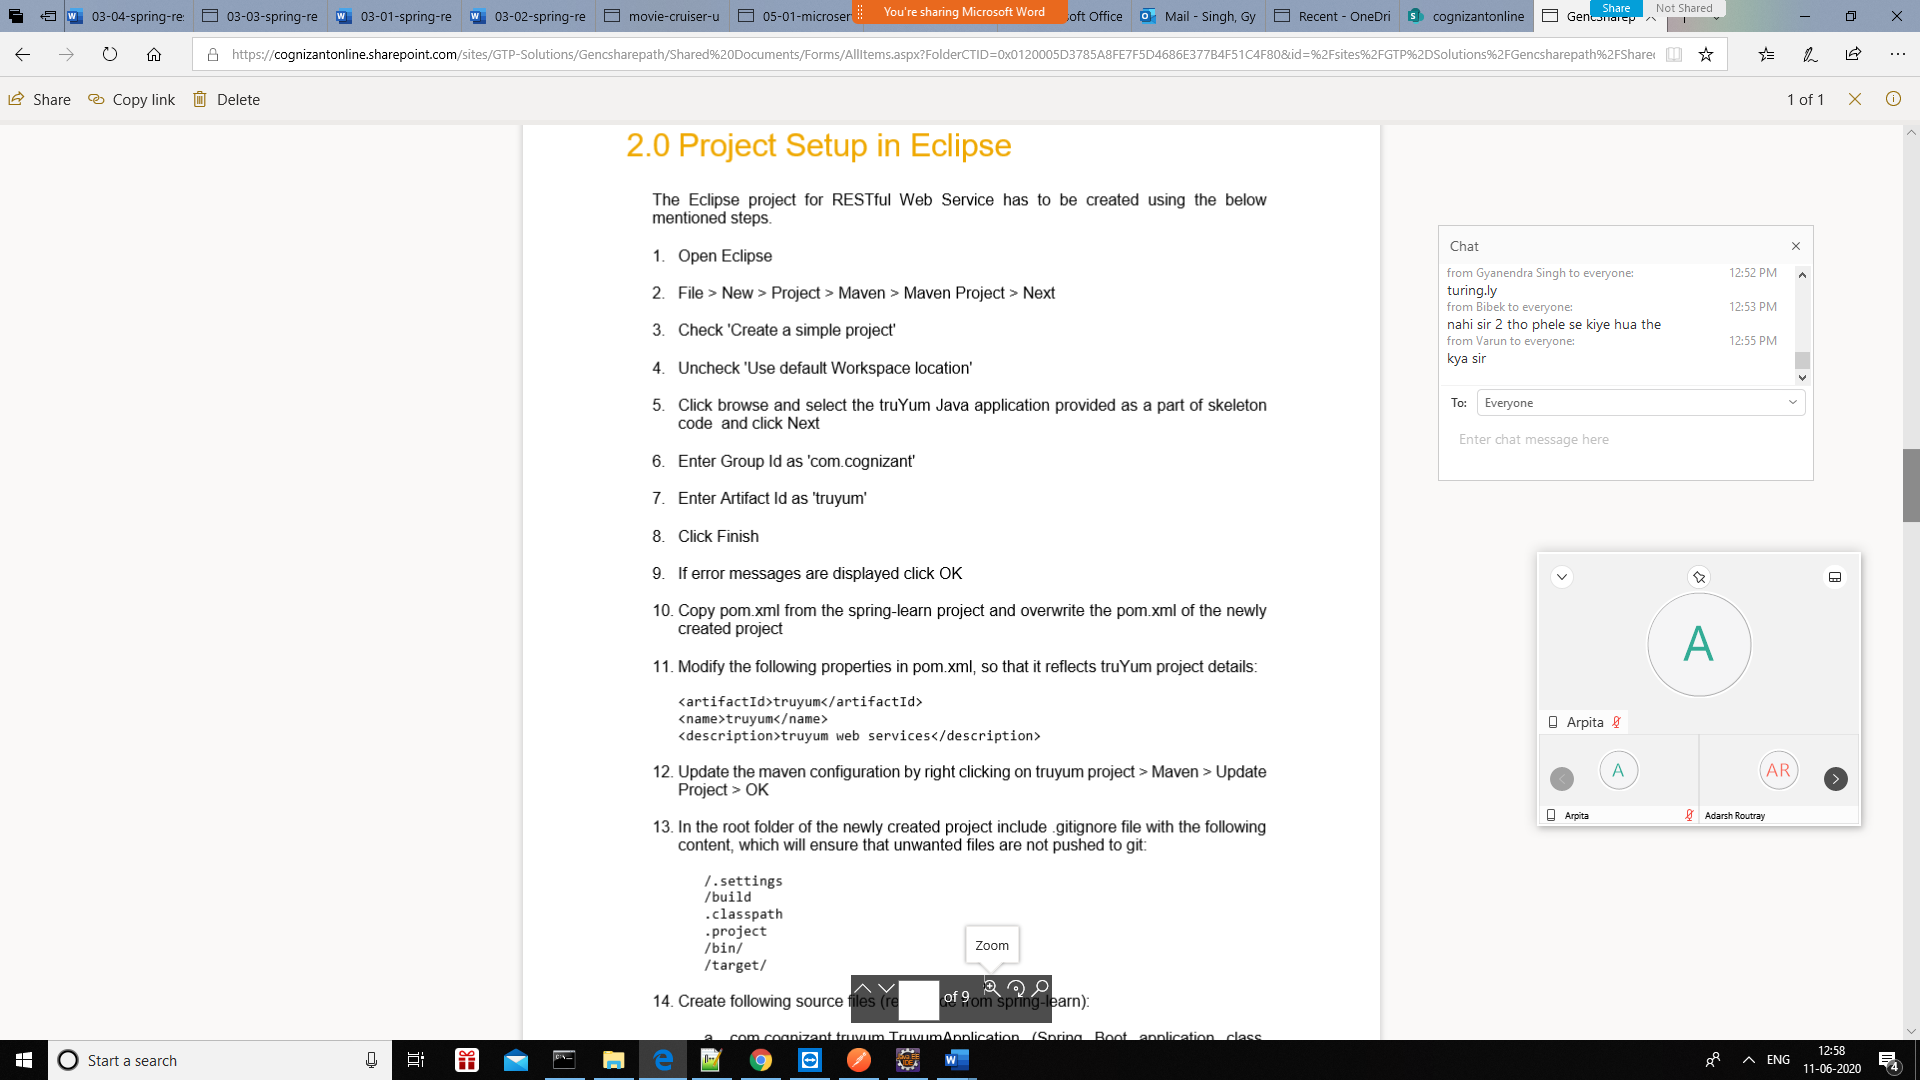 03-04-spring-re
03-03-spring-re
03-01-spring-re
03-02-spring-re
movie-cruiser-u
05-01-microser
You're sharing Microsoft Word
oft Office
Mail - Singh, Gy
Recent - OneDri
cognizantonline
Share
Not Shared
https://cognizantonline.sharepoint.com/sites/GTP-Solutions/Gencsharepath/Shared%20Documents/Forms/AllItems.aspx?FolderCTID=0x0120005D3785A8FE7F5D4686E377B4F51C4F80&id=%2Fsites%2FGTP%2DSolutions%2FGencsharepath%2FShare
Share
Copy link
Delete
1 of 1
2.0 Project Setup in Eclipse
The Eclipse project for RESTful Web Service has to be created using the below
mentioned steps.
1. Open Eclipse
2. File > New > Project > Maven > Maven Project > Next
3. Check 'Create a simple project'
4. Uncheck 'Use default Workspace location'
5. Click browse and select the truYum Java application provided as a part of skeleton
code and click Next
6. Enter Group Id as 'com.cognizant'
7. Enter Artifact Id as 'truyum'
8. Click Finish
9. If error messages are displayed click OK
10. Copy pom.xml from the spring-learn project and overwrite the pom.xml of the newly
created project
11. Modify the following properties in pom.xml, so that it reflects truYum project details:
<artifactId>truyum</artifactId>
<name>truyum</name>
<description>truyum web services</description>
12. Update the maven configuration by right clicking on truyum project > Maven > Update
Project > OK
13. In the root folder of the newly created project include .gitignore file with the following
content, which will ensure that unwanted files are not pushed to git:
/.settings
/build
.classpath
.project
/bin/
/target/
Zoom
of 9
14. Create following source files from spring-learn):
a. com.cognizant.truyum.TruyumApplication (Spring Boot application class
Chat
from Gyanendra Singh to everyone: 12:52 PM
turing.ly
from Bibek to everyone: 12:53 PM
nahi sir 2 tho phele se kiye hua the
from Varun to everyone: 12:55 PM
kya sir
To: Everyone
Enter chat message here
A
Arpita
A
AR
Arpita
Adarsh Routray
Start a search
ENG
12:58
11-06-2020
4